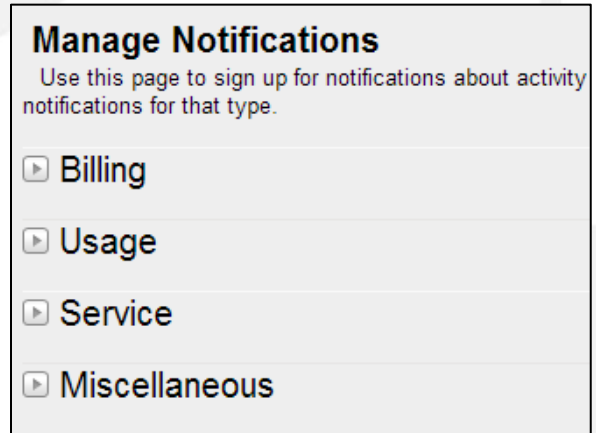 Manage Notifications
Use this page to sign up for notifications about activity
notifications for that type.
Billing
Usage
Service
Miscellaneous